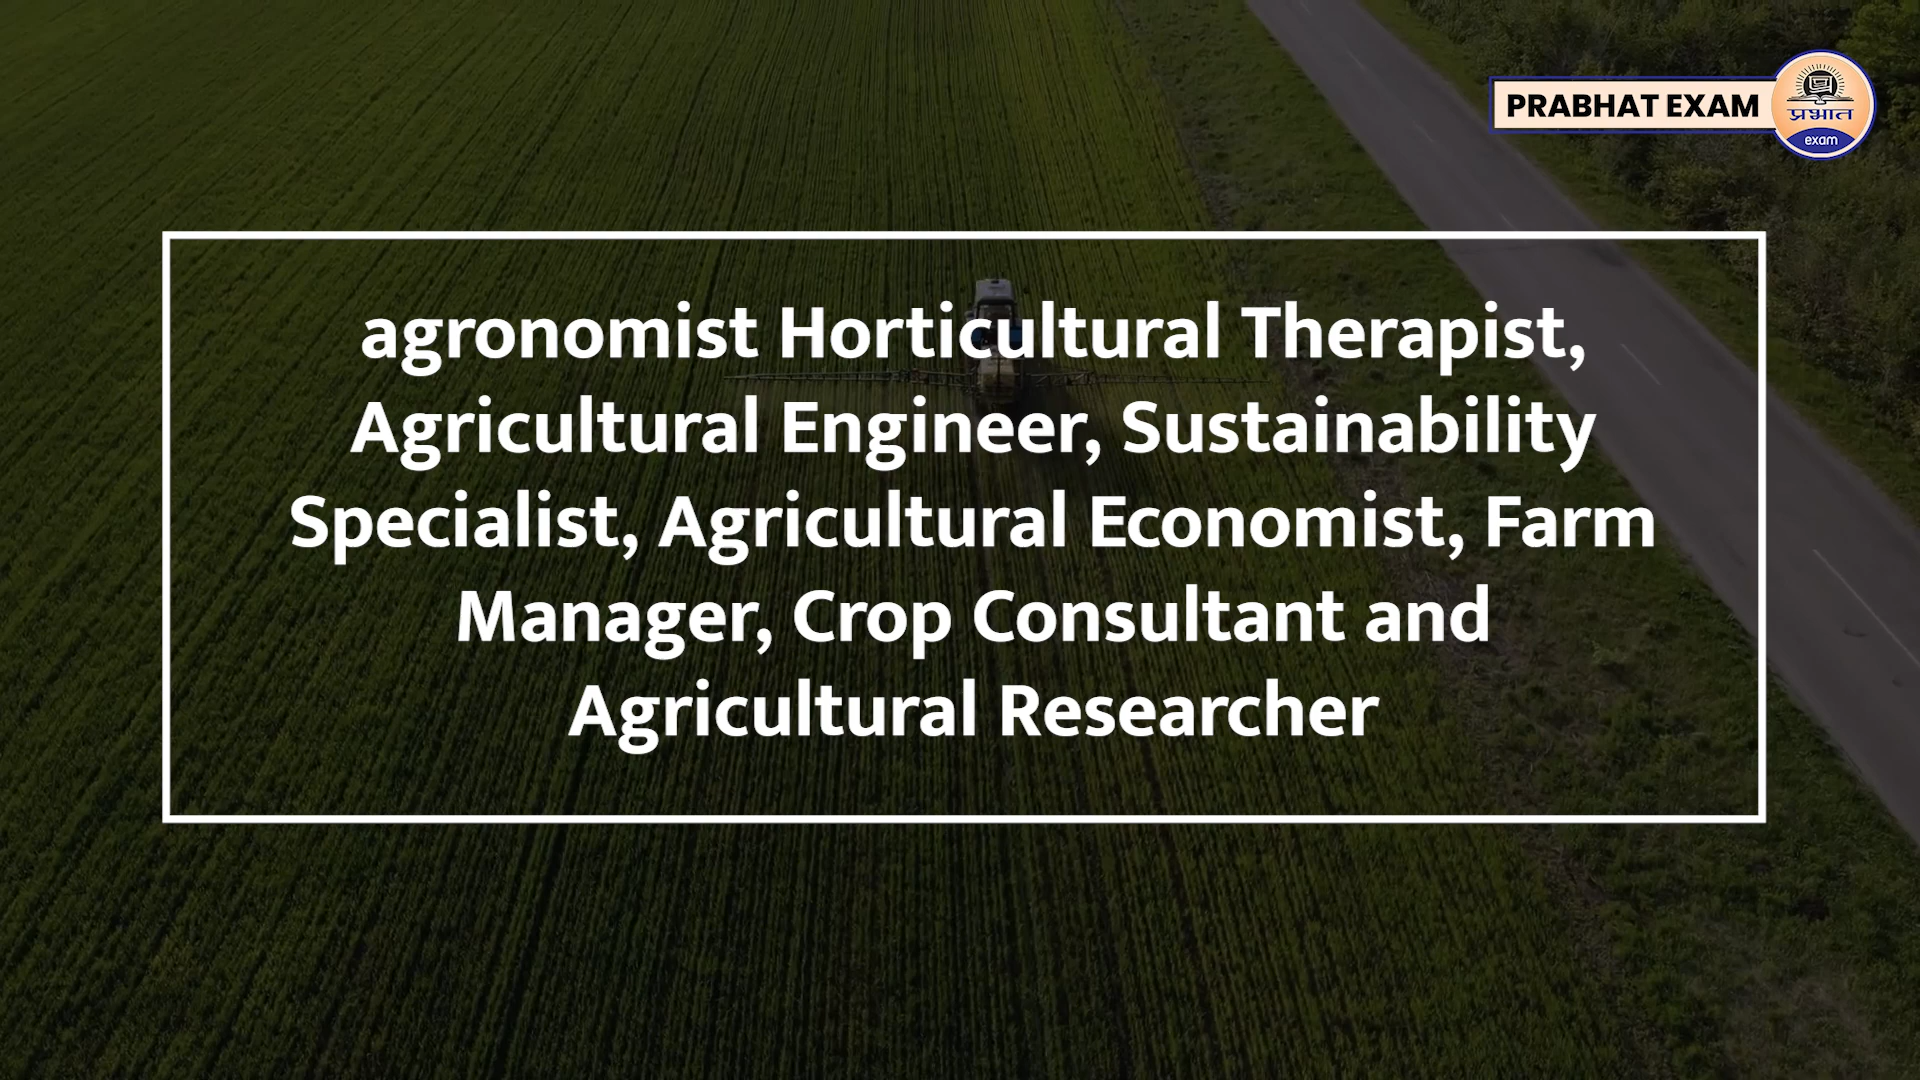 PRABHAT EXAM
प्रभात
exam
agronomist Horticultural Therapist,
Agricultural Engineer, Sustainability
Specialist, Agricultural Economist, Farm
Manager, Crop Consultant and
Agricultural Researcher